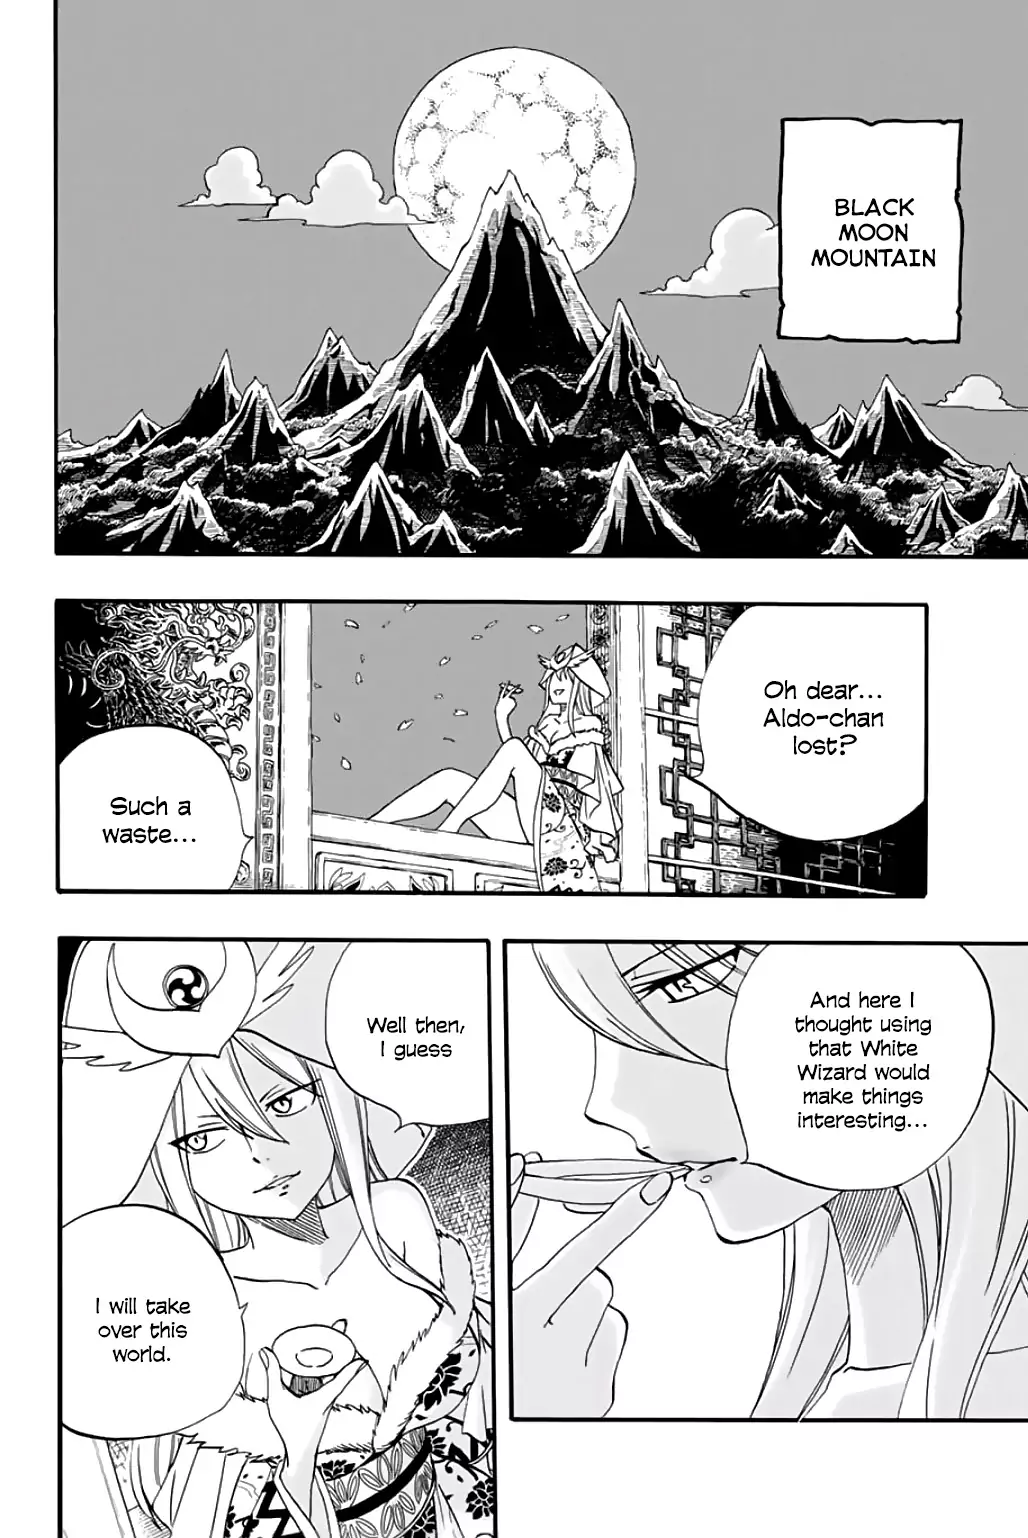 BLACK
MOON
MOUNTAIN
Oh dear...
Aldo-chan
lost?
Such a
waste...
And here I
thought using
that White
Wizard would
make things
interesting...
Well then,
I guess
I will take
over this
world.